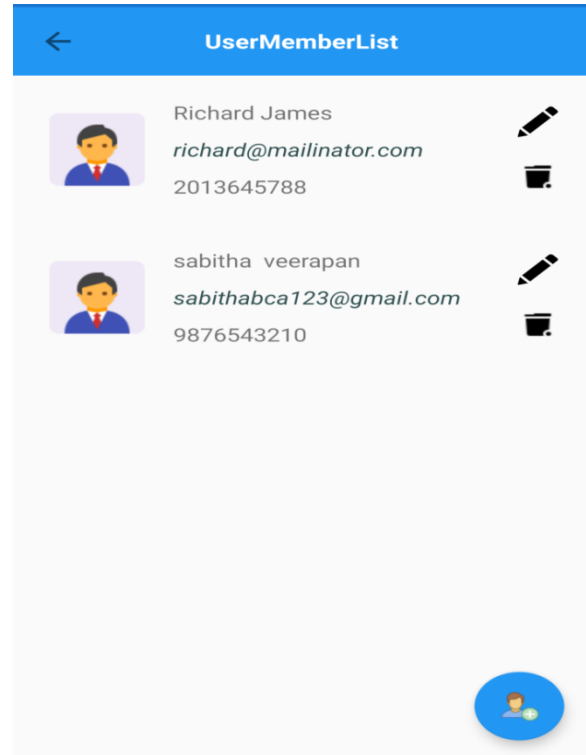 UserMemberList
Richard James
richard@mailinator.com
2013645788
sabitha  veerapan
sabithabca123@gmail.com
9876543210